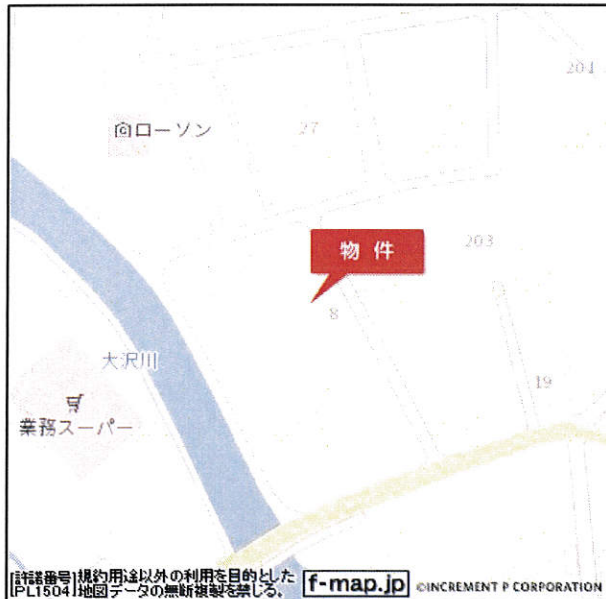 204
ローソン
27
物件
203
8
大沢川
19
業務スーパー
[許諾番号]規約用途以外の利用を目的とした
[PL1504]地図データの無断複製を禁じる。
f-map.jp ©INCREMENT P CORPORATION